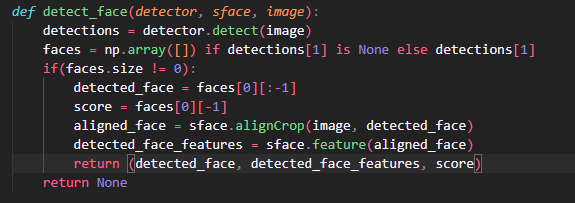 def detect_face(detector, sface, image):
    detections = detector.detect(image)
    faces = np.array([]) if detections[1] is None else detections[1]
    if(faces.size != 0):
        detected_face = faces[0][:-1]
        score = faces[0][-1]
        aligned_face = sface.alignCrop(image, detected_face)
        detected_face_features = sface.feature(aligned_face)
        return (detected_face, detected_face_features, score)
    return None